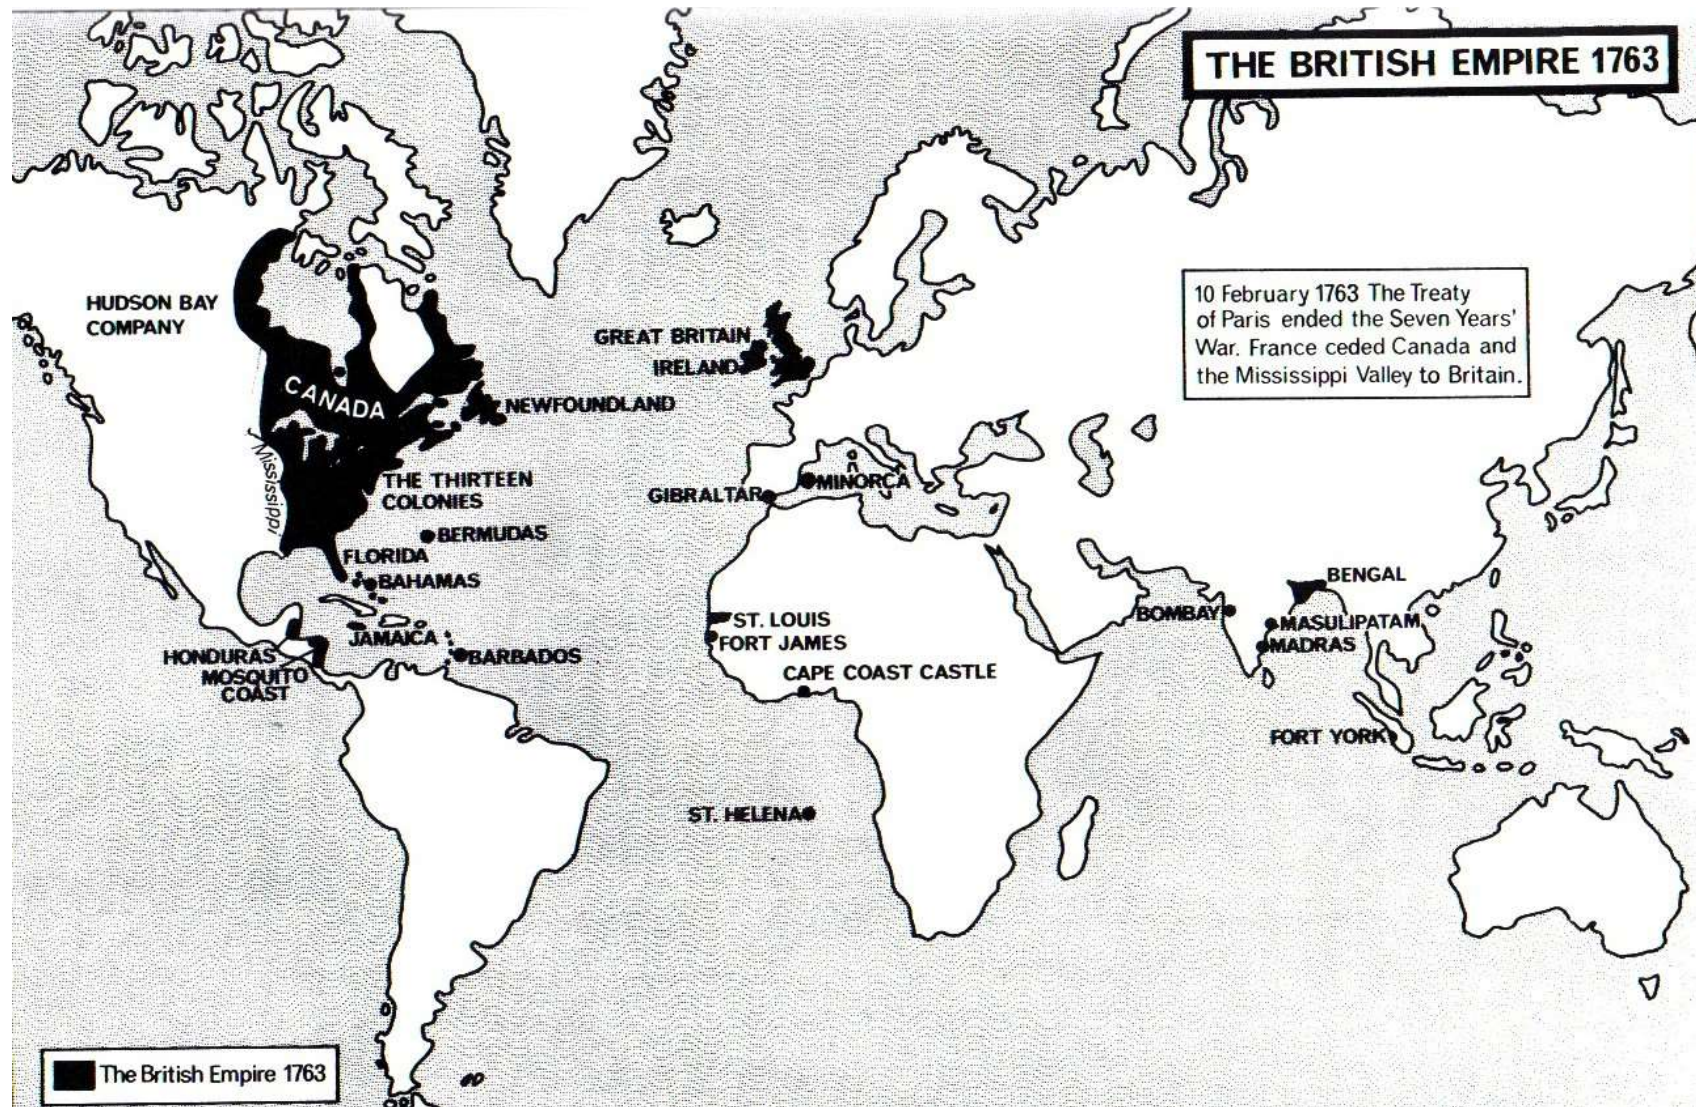 THE BRITISH EMPIRE 1763
10 February 1763 The Treaty
of Paris ended the Seven Years'
War. France ceded Canada and
the Mississippi Valley to Britain.
HUDSON BAY
COMPANY
CANADA
GREAT BRITAIN
IRELAND
NEWFOUNDLAND
Mississippi
THE THIRTEEN
COLONIES
GIBRALTAR
MINORCA
BERMUDAS
FLORIDA
BAHAMAS
JAMAICA
HONDURAS
MOSQUITO
COAST
BARBADOS
ST. LOUIS
FORT JAMES
CAPE COAST CASTLE
BENGAL
BOMBAY
MASULIPATAM
MADRAS
FORT YORK
ST. HELENA
The British Empire 1763